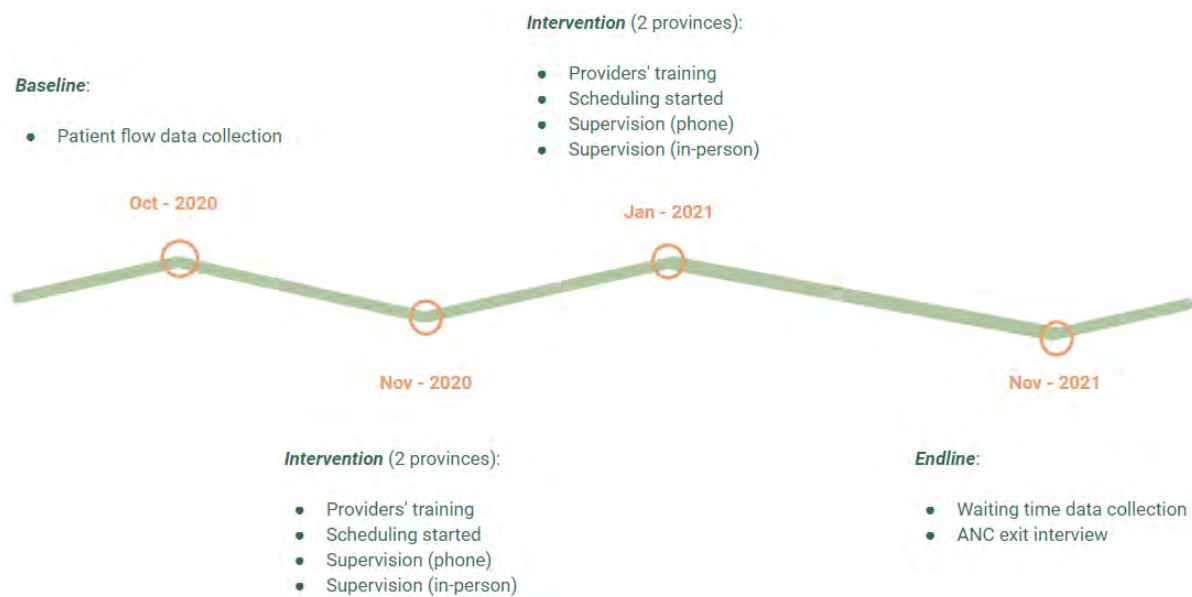 Baseline:
● Patient flow data collection
Oct - 2020
Nov - 2020
Intervention (2 provinces):
● Providers' training
● Scheduling started
● Supervision (phone)
● Supervision (in-person)
Intervention (2 provinces):
● Providers' training
● Scheduling started
● Supervision (phone)
● Supervision (in-person)
Jan - 2021
Nov - 2021
Endline:
● Waiting time data collection
● ANC exit interview